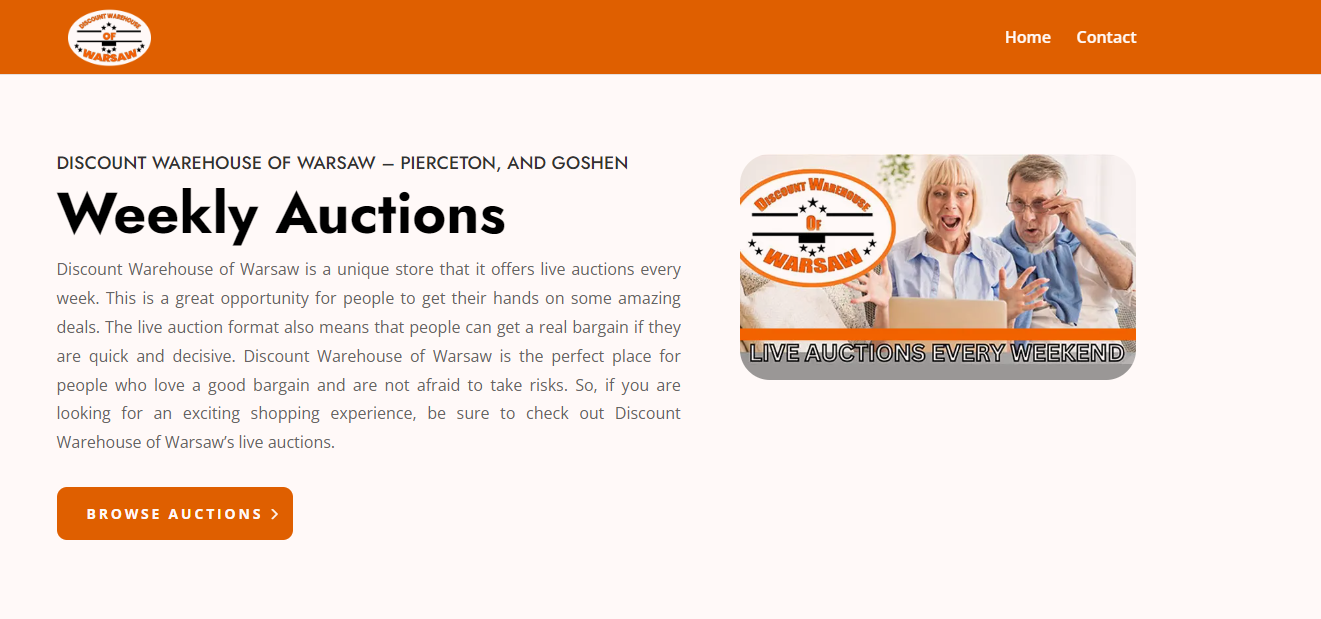 DISCOUNT WAREHOUSE
OF
WARSAW
Home Contact
DISCOUNT WAREHOUSE OF WARSAW – PIERCETON, AND GOSHEN
Weekly Auctions
Discount Warehouse of Warsaw is a unique store that it offers live auctions every
week. This is a great opportunity for people to get their hands on some amazing
deals. The live auction format also means that people can get a real bargain if they
are quick and decisive. Discount Warehouse of Warsaw is the perfect place for
people who love a good bargain and are not afraid to take risks. So, if you are
looking for an exciting shopping experience, be sure to check out Discount
Warehouse of Warsaw’s live auctions.
BROWSE AUCTIONS
DISCOUNT WAREHOUSE
OF
WARSAW
LIVE AUCTIONS EVERY WEEKEND